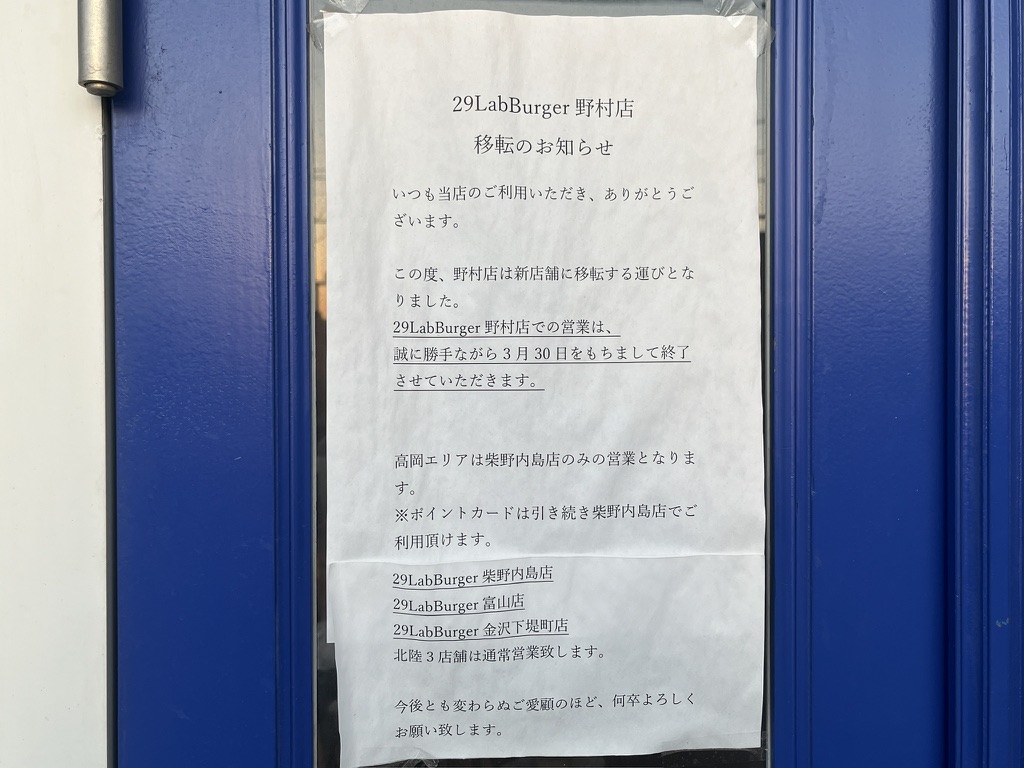 29LabBurger 野村店
移転のお知らせ
いつも当店のご利用いただき、ありがとうご
ざいます。
この度、野村店は新店舗に移転する運びとな
りました。
29LabBurger 野村店での営業は、
誠に勝手ながら 3 月 30 日をもちまして終了
させていただきます。
高岡エリアは柴野内島店のみの営業となりま
す。
※ポイントカードは引き続き柴野内島店でご
利用頂けます。
29LabBurger 柴野内島店
29LabBurger 富山店
29LabBurger 金沢下堤町店
北陸 3 店舗は通常営業致します。
今後とも変わらぬご愛顧のほど、何卒よろしく
お願い致します。